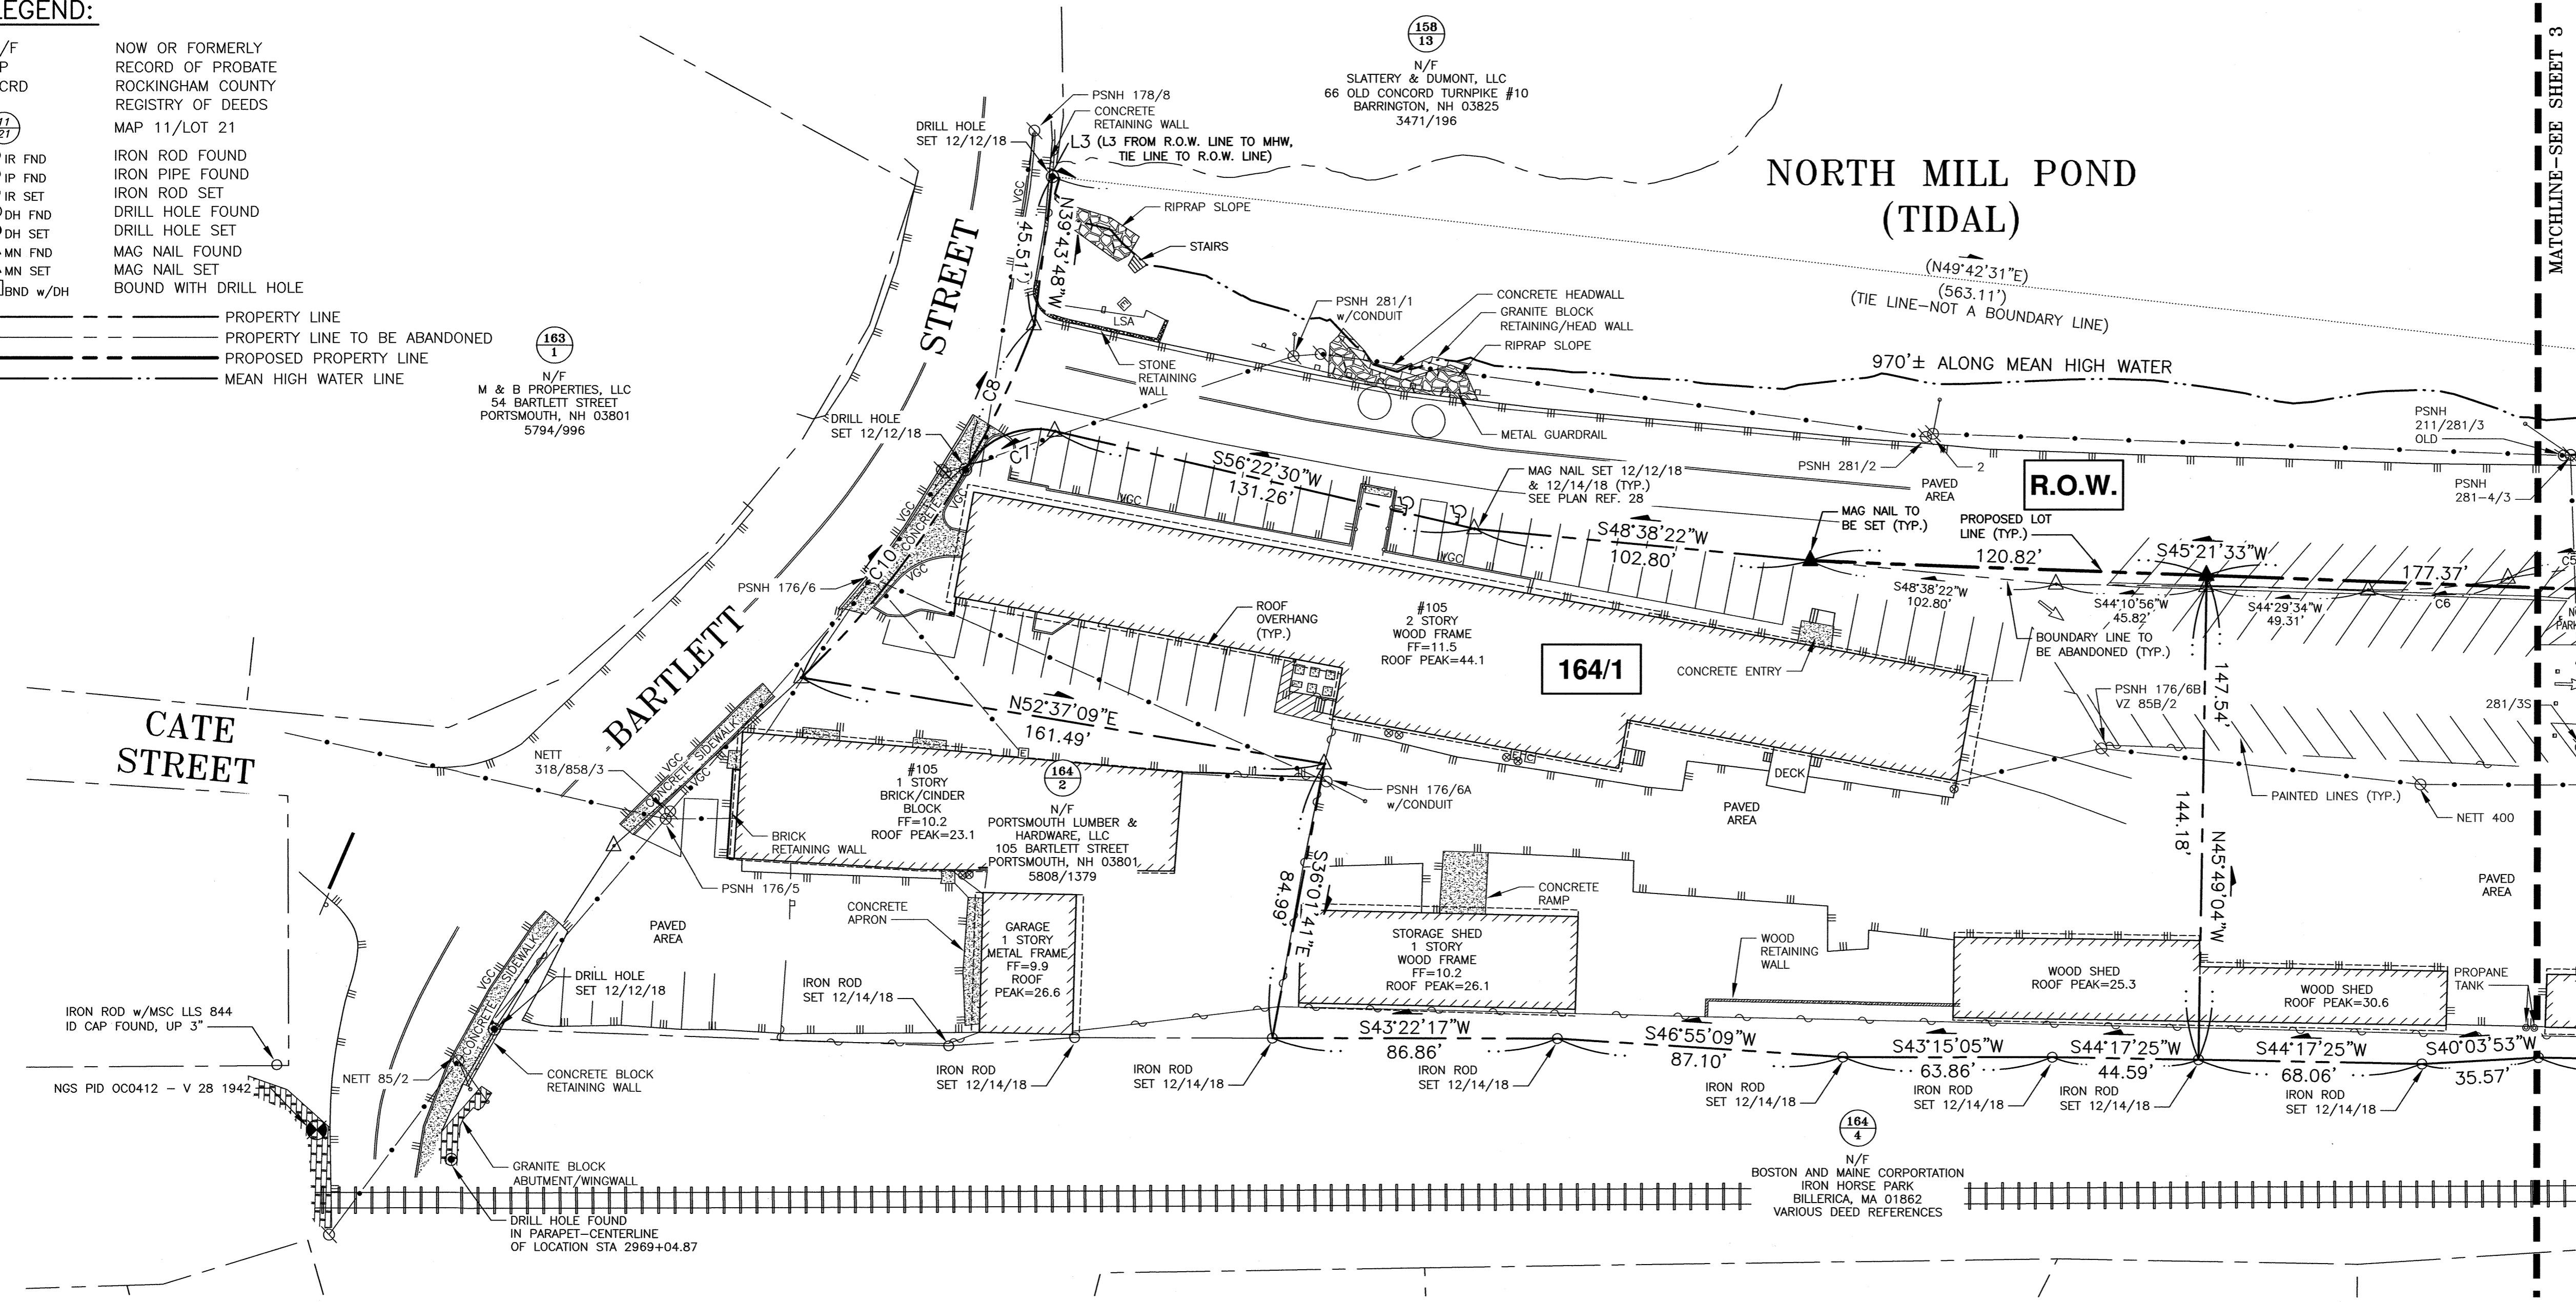 LEGEND:
/F NOW OR FORMERLY
P RECORD OF PROBATE
CRD ROCKINGHAM COUNTY
REGISTRY OF DEEDS
11
21
MAP 11/LOT 21
IR FND IRON ROD FOUND
IP FND IRON PIPE FOUND
IR SET IRON ROD SET
DH FND DRILL HOLE FOUND
DH SET DRILL HOLE SET
MN FND MAG NAIL FOUND
MN SET MAG NAIL SET
BND w/DH BOUND WITH DRILL HOLE
PROPERTY LINE
PROPERTY LINE TO BE ABANDONED
PROPOSED PROPERTY LINE
MEAN HIGH WATER LINE
163
1
N/F
M & B PROPERTIES, LLC
54 BARTLETT STREET
PORTSMOUTH, NH 03801
5794/996
158
13
N/F
SLATTERY & DUMONT, LLC
66 OLD CONCORD TURNPIKE #10
BARRINGTON, NH 03825
3471/196
PSNH 178/8
CONCRETE
RETAINING WALL
DRILL HOLE
SET 12/12/18
L3 (L3 FROM R.O.W. LINE TO MHW,
TIE LINE TO R.O.W. LINE)
NORTH MILL POND
(TIDAL)
(N49°42'31"E)
(563.11')
(TIE LINE-NOT A BOUNDARY LINE)
MATCHLINE-SEE SHEET 3
VGC
N39°43'48"W
45.51')
RIPRAP SLOPE
STAIRS
E
LSA
STONE
RETAINING
WALL
PSNH 281/1
w/CONDUIT
CONCRETE HEADWALL
GRANITE BLOCK
RETAINING/HEAD WALL
RIPRAP SLOPE
METAL GUARDRAIL
970'± ALONG MEAN HIGH WATER
PSNH
211/281/3
OLD
PSNH
281-4/3
PSNH 281/2
2
PAVED
AREA
R.O.W.
BARTLETT STREET
C8
DRILL HOLE
SET 12/12/18
C7
S56°22'30"W
131.26'
VGC
MAG NAIL SET 12/12/18
& 12/14/18 (TYP.)
SEE PLAN REF. 28
S48°38'22"W
102.80'
VGC
MAG NAIL TO
BE SET (TYP.)
PROPOSED LOT
LINE (TYP.)
120.82'
S45°21'33"W
177.37'
C5
S48°38'22"W
102.80'
S44°10'56"W
45.82'
S44°29'34"W
49.31'
C6
BOUNDARY LINE TO
BE ABANDONED (TYP.)
VGC
CONCRETE
VGC
C10
VGC
PSNH 176/6
ROOF
OVERHANG
(TYP.)
#105
2 STORY
WOOD FRAME
FF=11.5
ROOF PEAK=44.1
164/1
CONCRETE ENTRY
PSNH 176/6B
VZ 85B/2
147.54'
281/3S
CATE
STREET
NETT
318/858/3
VGC
CONCRETE SIDEWALK
VGC
N52°37'09"E
161.49'
E
#105
1 STORY
BRICK/CINDER
BLOCK
FF=10.2
ROOF PEAK=23.1
164
2
N/F
PORTSMOUTH LUMBER &
HARDWARE, LLC
105 BARTLETT STREET
PORTSMOUTH, NH 03801
5808/1379
PSNH 176/6A
w/CONDUIT
DECK
PAVED
AREA
PAINTED LINES (TYP.)
NETT 400
BRICK
RETAINING WALL
PSNH 176/5
S36°01'41"E
84.99'
144.18'
N45°49'04"W
PAVED
AREA
PAVED
AREA
CONCRETE
APRON
GARAGE
1 STORY
METAL FRAME
FF=9.9
ROOF
PEAK=26.6
CONCRETE
RAMP
STORAGE SHED
1 STORY
WOOD FRAME
FF=10.2
ROOF PEAK=26.1
WOOD
RETAINING
WALL
WOOD SHED
ROOF PEAK=25.3
WOOD SHED
ROOF PEAK=30.6
PROPANE
TANK
VGC
CONCRETE SIDEWALK
DRILL HOLE
SET 12/12/18
IRON ROD
SET 12/14/18
IRON ROD w/MSC LLS 844
ID CAP FOUND, UP 3"
NETT 85/2
CONCRETE BLOCK
RETAINING WALL
NGS PID OC0412 - V 28 1942
S43°22'17"W
86.86'
S46°55'09"W
87.10'
S43°15'05"W
63.86'
S44°17'25"W
44.59'
S44°17'25"W
68.06'
S40°03'53"W
35.57'
IRON ROD
SET 12/14/18
IRON ROD
SET 12/14/18
IRON ROD
SET 12/14/18
IRON ROD
SET 12/14/18
IRON ROD
SET 12/14/18
IRON ROD
SET 12/14/18
IRON ROD
SET 12/14/18
164
4
N/F
BOSTON AND MAINE CORPORTATION
IRON HORSE PARK
BILLERICA, MA 01862
VARIOUS DEED REFERENCES
GRANITE BLOCK
ABUTMENT/WINGWALL
DRILL HOLE FOUND
IN PARAPET-CENTERLINE
OF LOCATION STA 2969+04.87